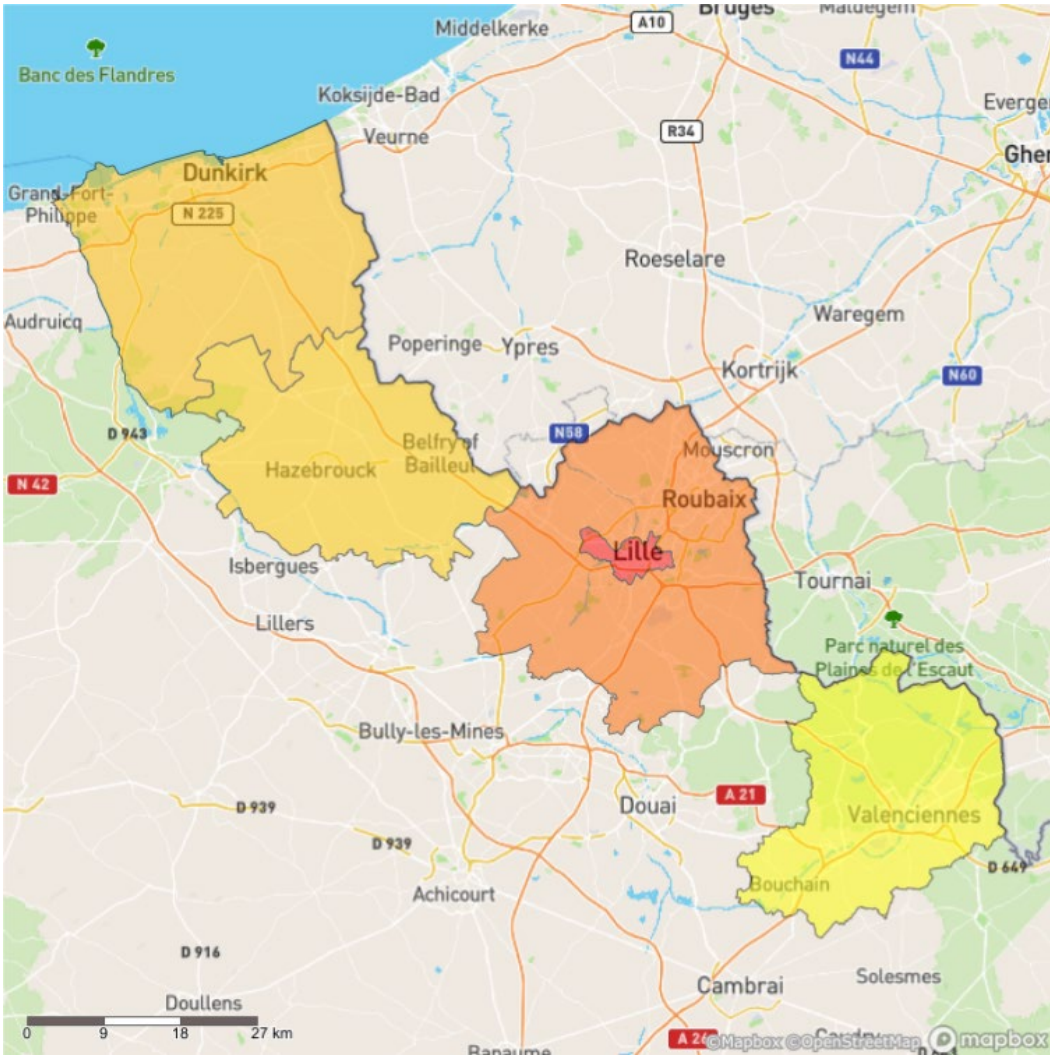 Bruges
Maldegem
Middelkerke
A10
N44
Banc des Flandres
Koksijde-Bad
Everge
Veurne
R34
Ghe
Dunkirk
Grand-Fort-
Philippe
N 225
Roeselare
Audruicq
Waregem
Poperinge
Ypres
Kortrijk
N60
D 943
N58
Belfry of
Bailleul
Mouscron
Hazebrouck
N 42
Roubaix
Lille
Isbergues
Tournai
Lillers
Parc naturel des
Plaines de l'Escaut
Bully-les-Mines
A 21
Douai
D 939
Valenciennes
D 939
D 649
Achicourt
Bouchain
D 916
Cambrai
Solesmes
Doullens
0 9 18 27 km
A 26
©Mapbox ©OpenStreetMap
mapbox
Caudry
Bapaume